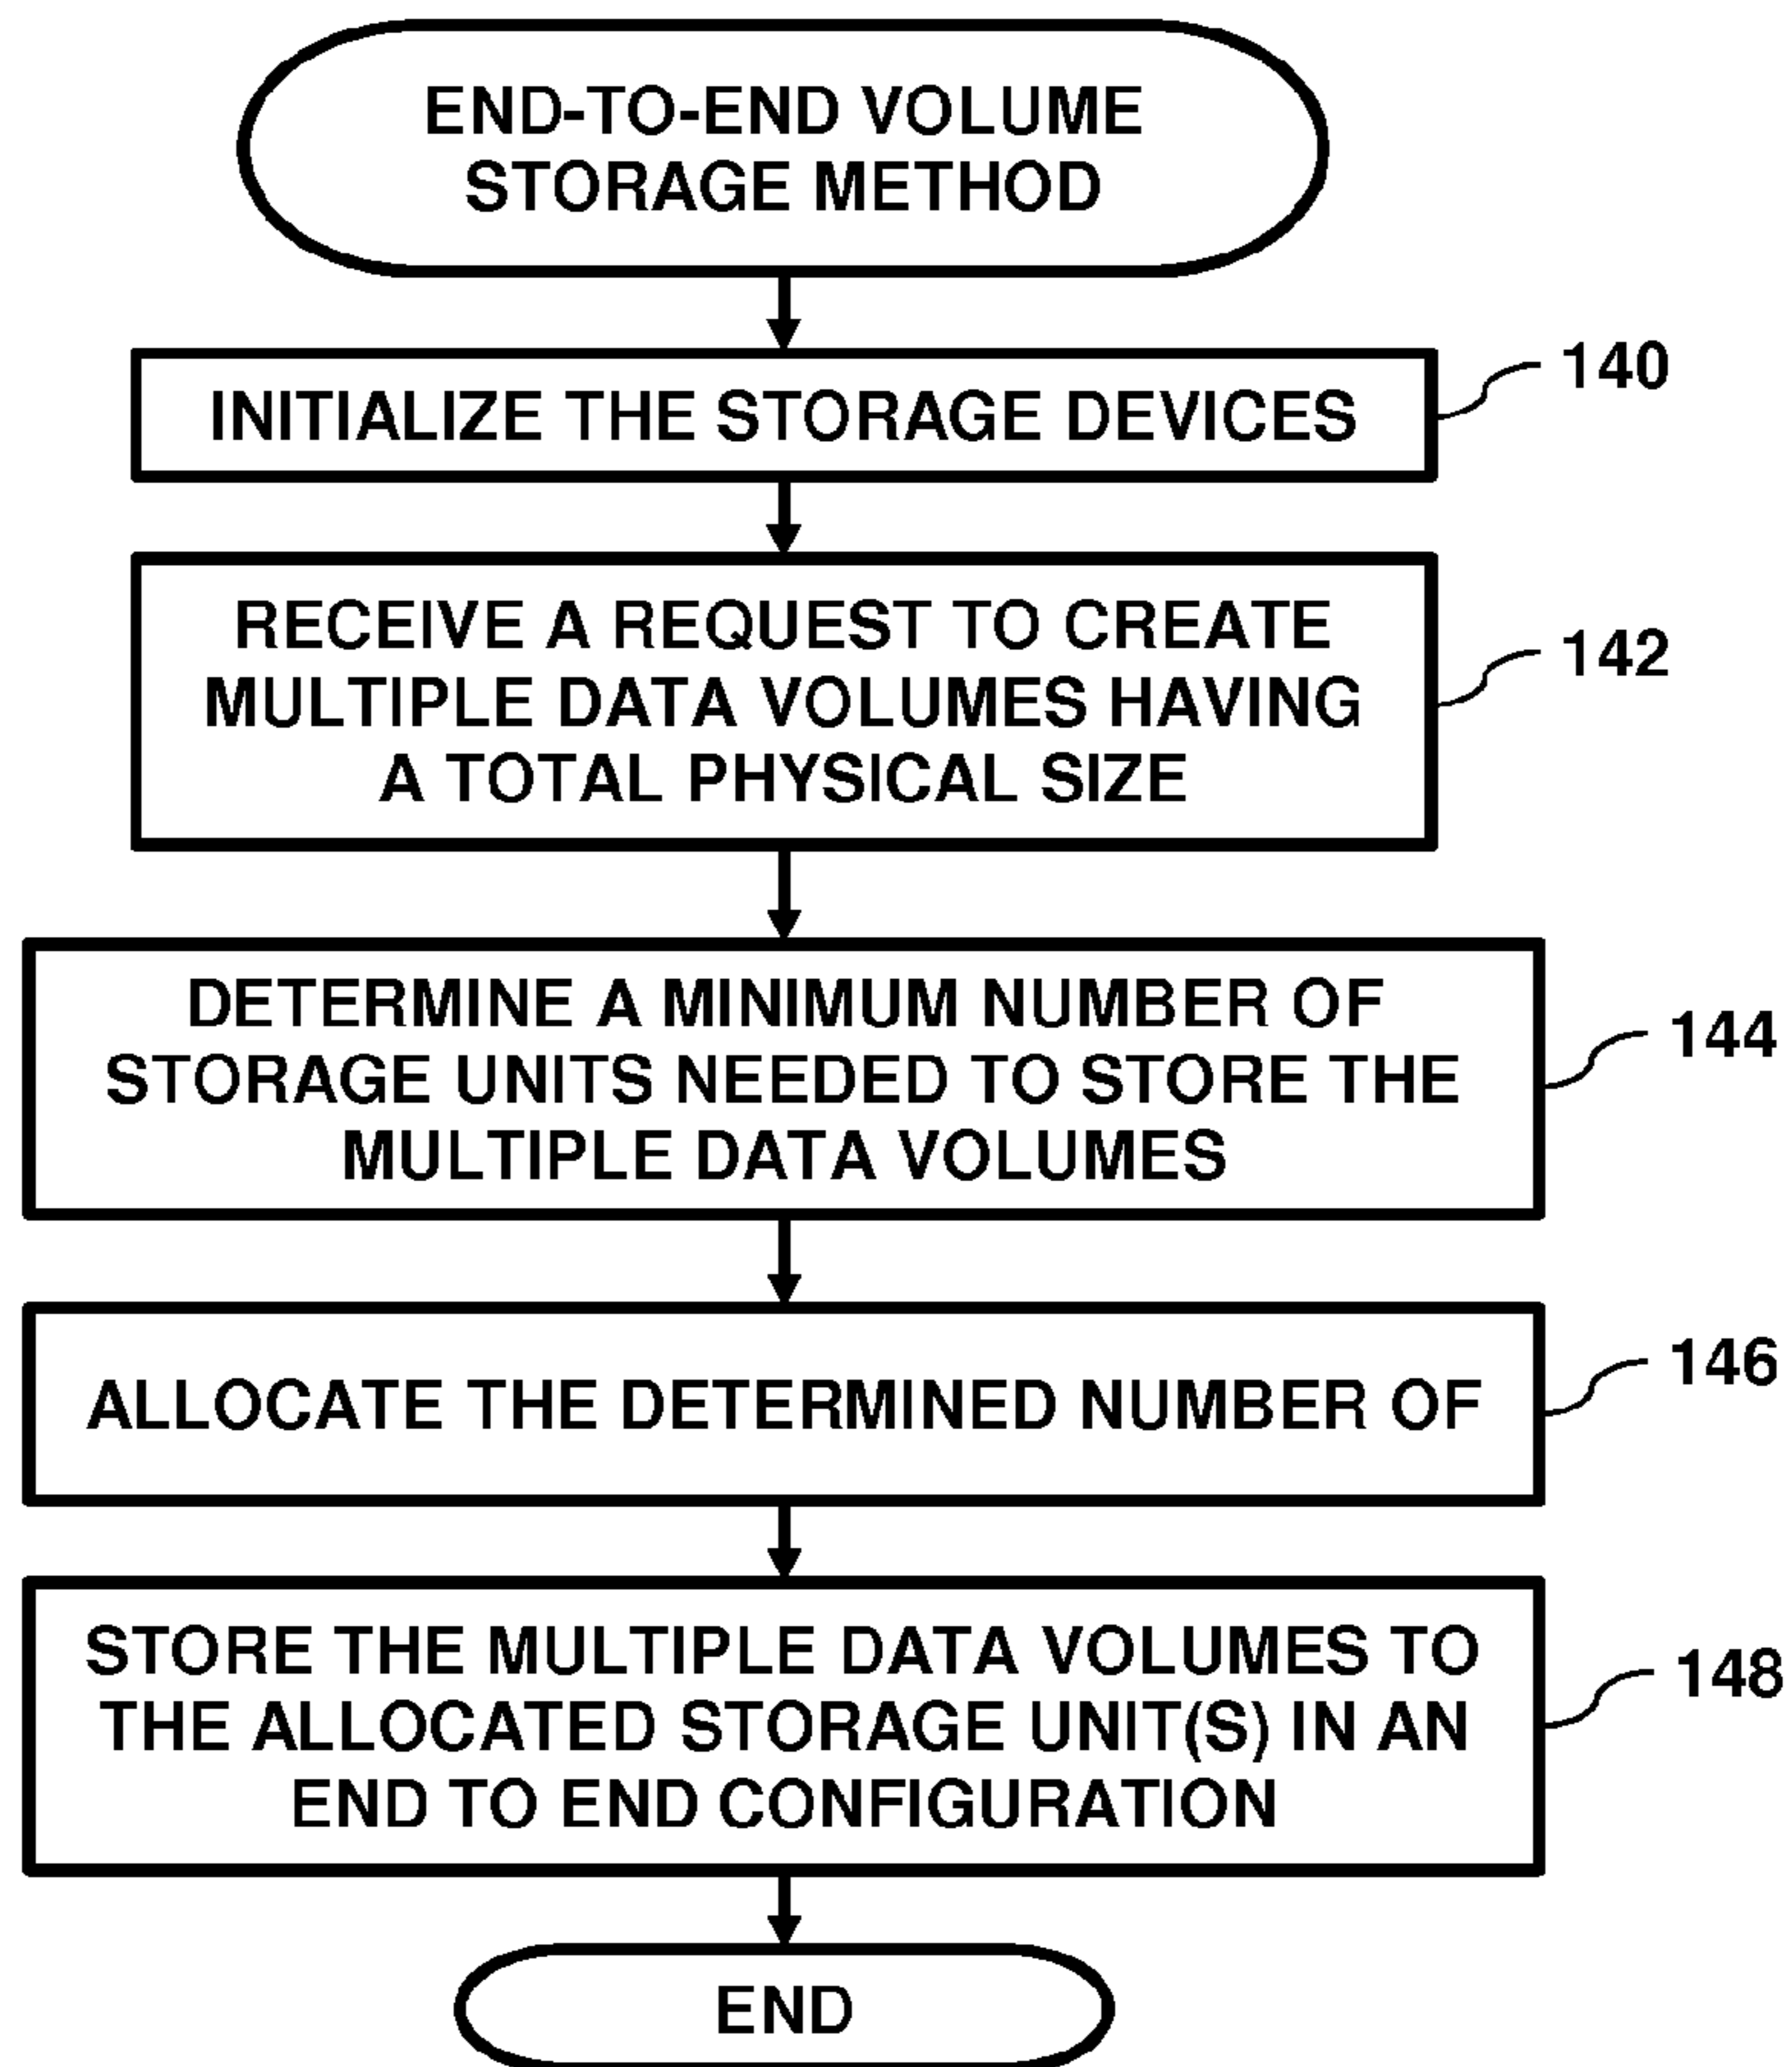 END-TO-END VOLUME
STORAGE METHOD
INITIALIZE THE STORAGE DEVICES
140
RECEIVE A REQUEST TO CREATE
MULTIPLE DATA VOLUMES HAVING
A TOTAL PHYSICAL SIZE
142
DETERMINE A MINIMUM NUMBER OF
STORAGE UNITS NEEDED TO STORE THE
MULTIPLE DATA VOLUMES
144
ALLOCATE THE DETERMINED NUMBER OF
146
STORE THE MULTIPLE DATA VOLUMES TO
THE ALLOCATED STORAGE UNIT(S) IN AN
END TO END CONFIGURATION
148
END